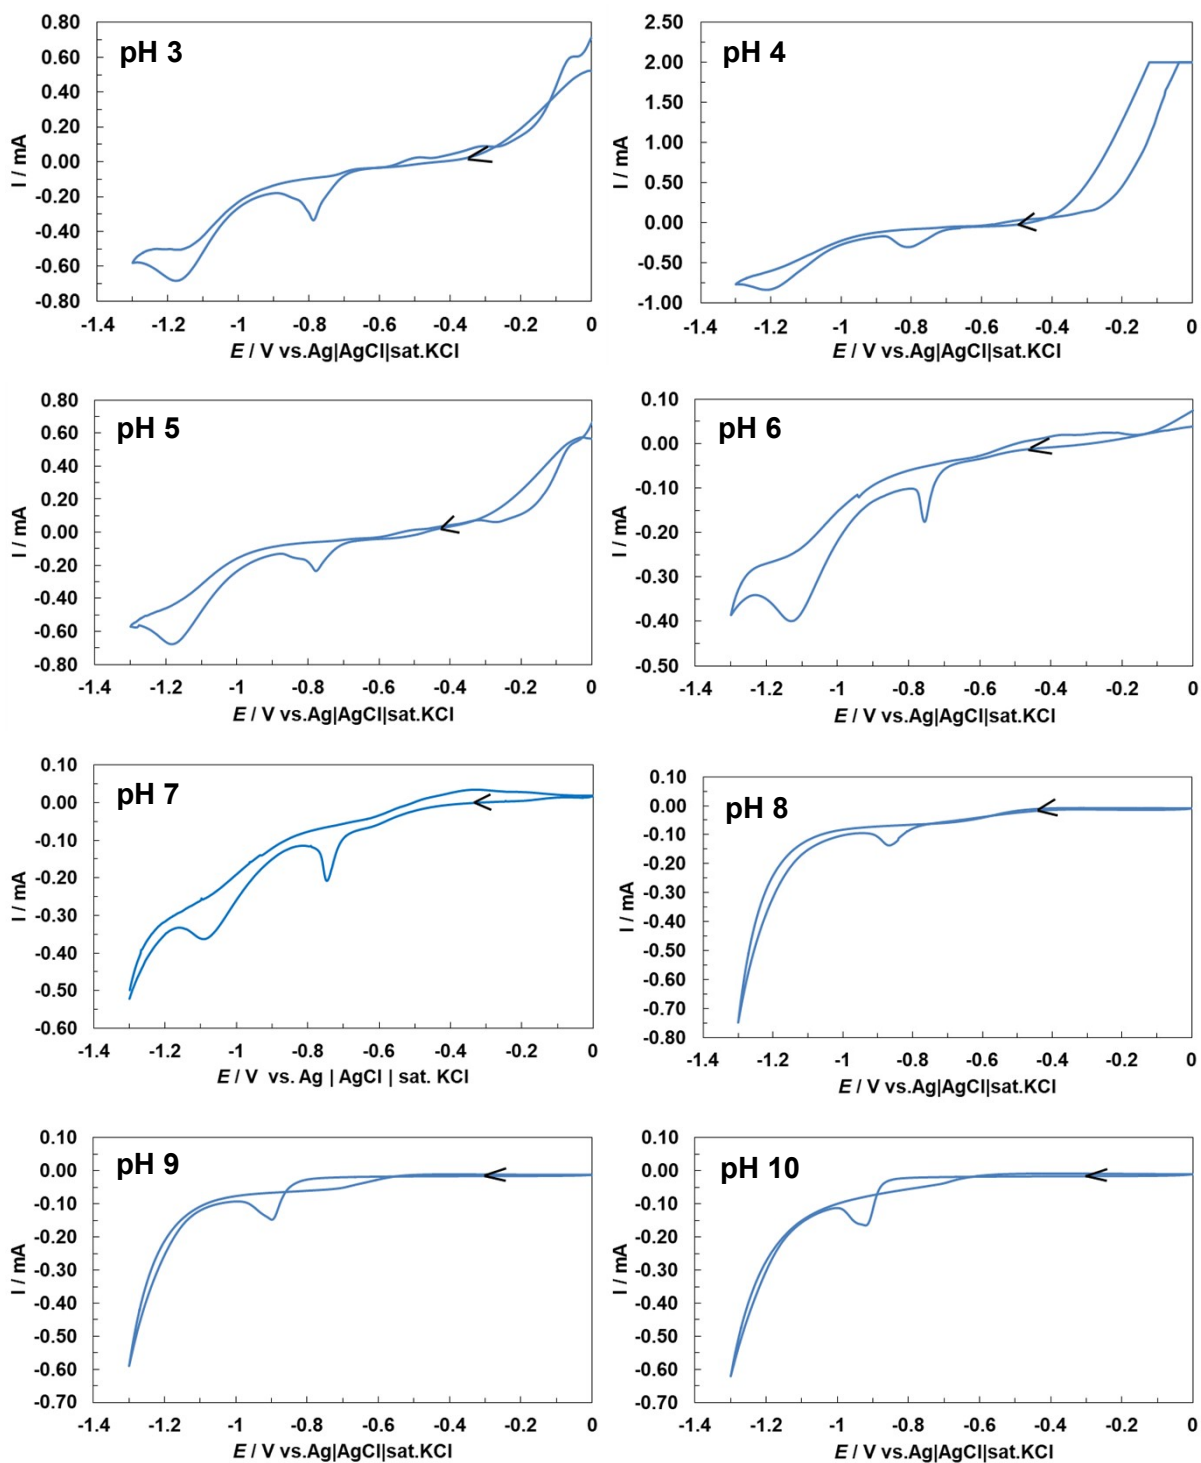 pH 3
I / mA
0.80
0.60
0.40
0.20
0.00
-0.20
-0.40
-0.60
-0.80
-1.4 -1.2 -1 -0.8 -0.6 -0.4 -0.2 0
E / V vs.Ag|AgCl|sat.KCl
pH 4
I / mA
2.50
2.00
1.50
1.00
0.50
0.00
-0.50
-1.00
-1.4 -1.2 -1 -0.8 -0.6 -0.4 -0.2 0
E / V vs.Ag|AgCl|sat.KCl
pH 5
I / mA
0.80
0.60
0.40
0.20
0.00
-0.20
-0.40
-0.60
-0.80
-1.4 -1.2 -1 -0.8 -0.6 -0.4 -0.2 0
E / V vs.Ag|AgCl|sat.KCl
pH 6
I / mA
0.10
0.00
-0.10
-0.20
-0.30
-0.40
-0.50
-1.4 -1.2 -1 -0.8 -0.6 -0.4 -0.2 0
E / V vs.Ag|AgCl|sat.KCl
pH 7
I / mA
0.10
0.00
-0.10
-0.20
-0.30
-0.40
-0.50
-0.60
-1.4 -1.2 -1 -0.8 -0.6 -0.4 -0.2 0
E / V vs. Ag | AgCl | sat. KCl
pH 8
I / mA
0.10
0.00
-0.10
-0.20
-0.30
-0.40
-0.50
-0.60
-0.70
-0.80
-1.4 -1.2 -1 -0.8 -0.6 -0.4 -0.2 0
E / V vs.Ag|AgCl|sat.KCl
pH 9
I / mA
0.10
0.00
-0.10
-0.20
-0.30
-0.40
-0.50
-0.60
-0.70
-1.4 -1.2 -1 -0.8 -0.6 -0.4 -0.2 0
E / V vs.Ag|AgCl|sat.KCl
pH 10
I / mA
0.10
0.00
-0.10
-0.20
-0.30
-0.40
-0.50
-0.60
-0.70
-1.4 -1.2 -1 -0.8 -0.6 -0.4 -0.2 0
E / V vs.Ag|AgCl|sat.KCl